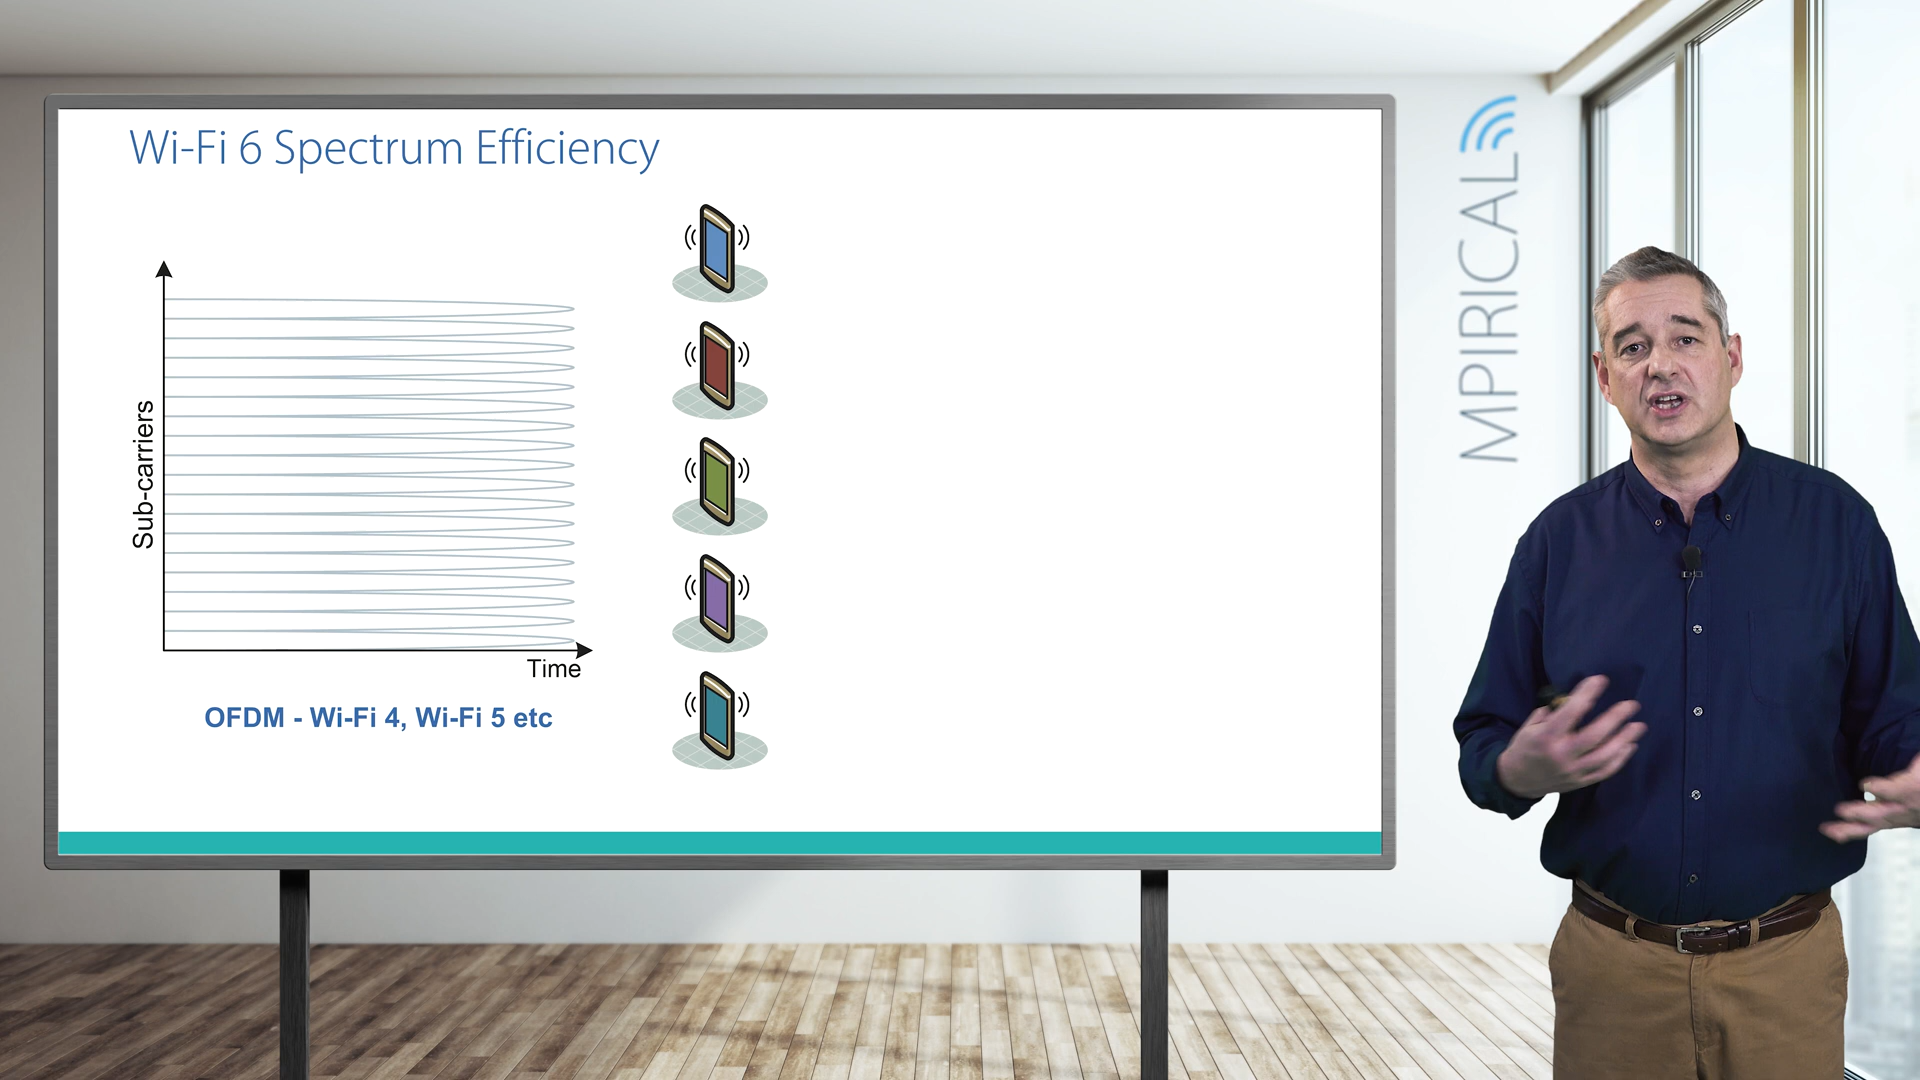 Wi-Fi 6 Spectrum Efficiency
Sub-carriers
Time
OFDM - Wi-Fi 4, Wi-Fi 5 etc
MPIRICAL